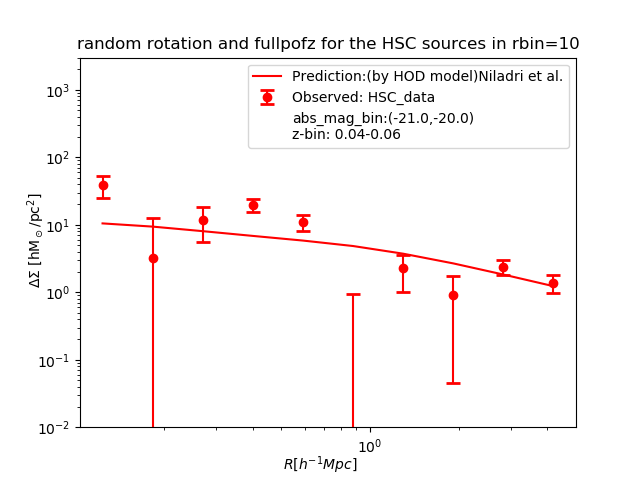 random rotation and fullpofz for the HSC sources in rbin=10
Prediction:(by HOD model)Niladri et al.
Observed: HSC_data
abs_mag_bin:(-21.0,-20.0)
z-bin: 0.04-0.06
ΔΣ [hM⊙/pc²]
10³
10²
10¹
10⁰
10⁻¹
10⁻²
10⁰
R[h⁻¹Mpc]